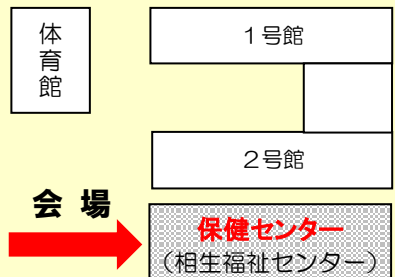 体育館
１号館
２号館
会場
保健センター
（相生福祉センター）